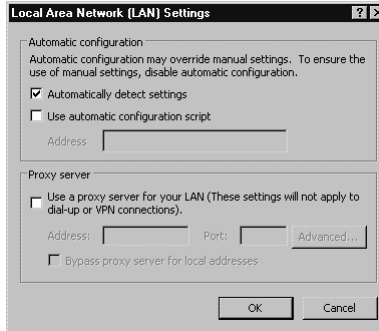 Local Area Network (LAN) Settings
Automatic configuration
Automatic configuration may override manual settings. To ensure the
use of manual settings, disable automatic configuration.
Automatically detect settings
Use automatic configuration script
Address
Proxy server
Use a proxy server for your LAN (These settings will not apply to
dial-up or VPN connections).
Address: Port: Advanced...
Bypass proxy server for local addresses
OK Cancel